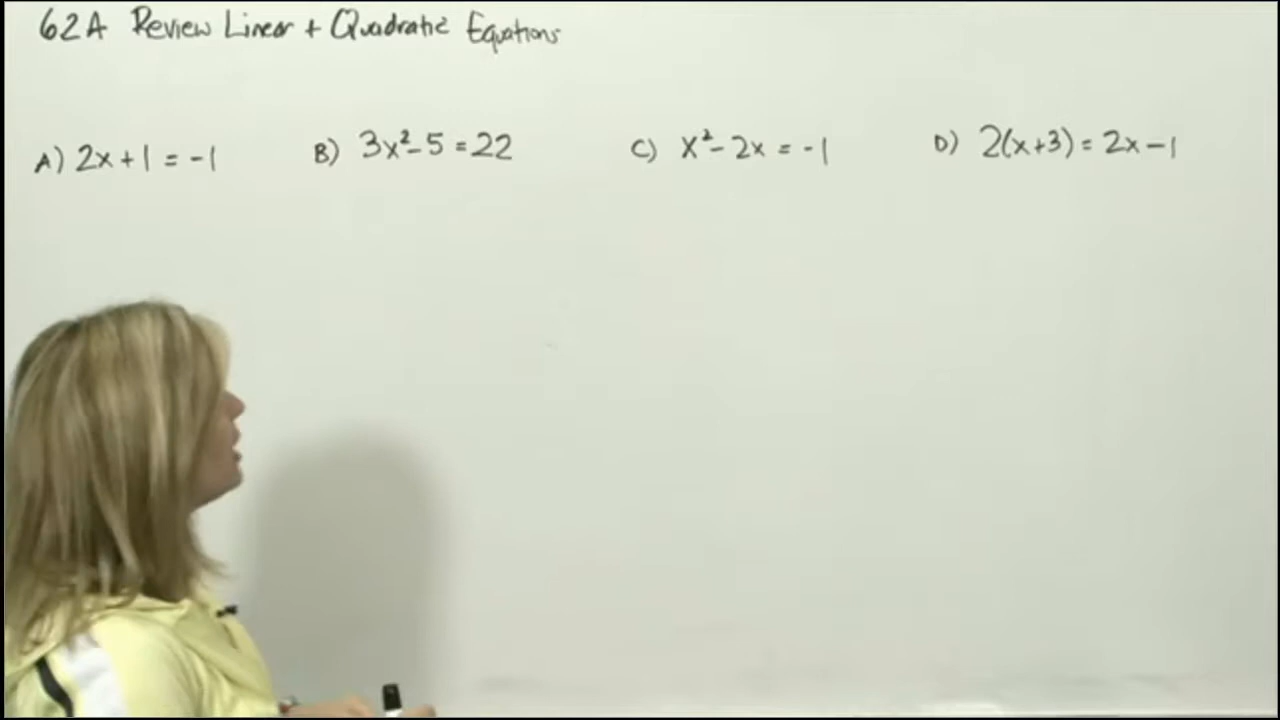 62A Review Linear + Quadratic Equations
A) 2x + 1 = -1
B) 3x² - 5 = 22
C) x² - 2x = -1
D) 2(x+3) = 2x - 1